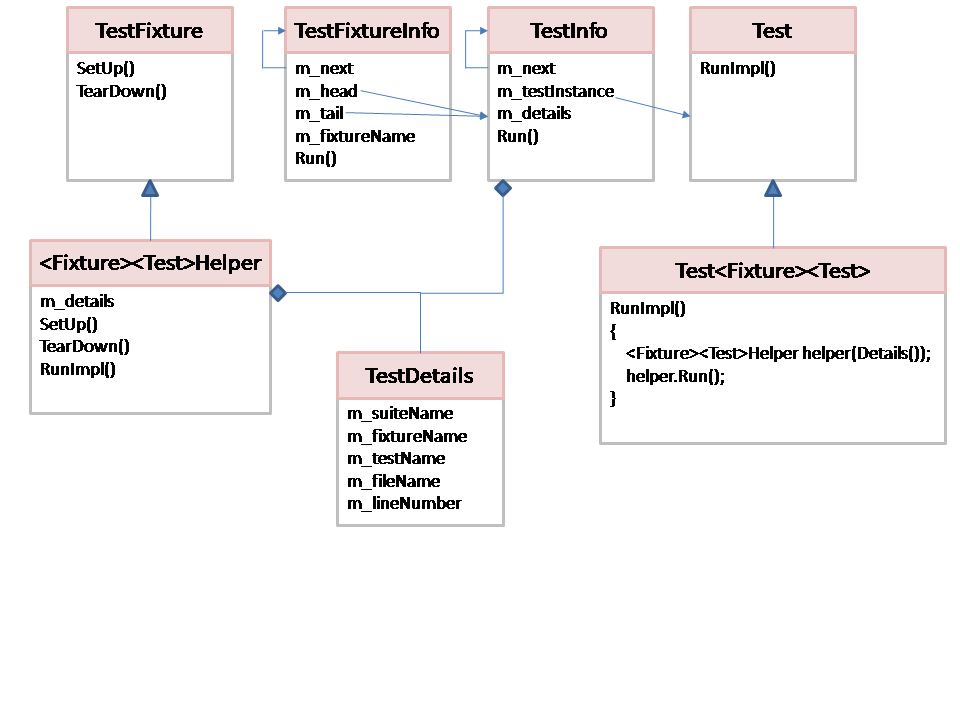 TestFixture
SetUp()
TearDown()
TestFixtureInfo
m_next
m_head
m_tail
m_fixtureName
Run()
TestInfo
m_next
m_testInstance
m_details
Run()
Test
RunImpl()
<Fixture><Test>Helper
m_details
SetUp()
TearDown()
RunImpl()
TestDetails
m_suiteName
m_fixtureName
m_testName
m_fileName
m_lineNumber
Test<Fixture><Test>
RunImpl()
{
<Fixture><Test>Helper helper(Details());
helper.Run();
}